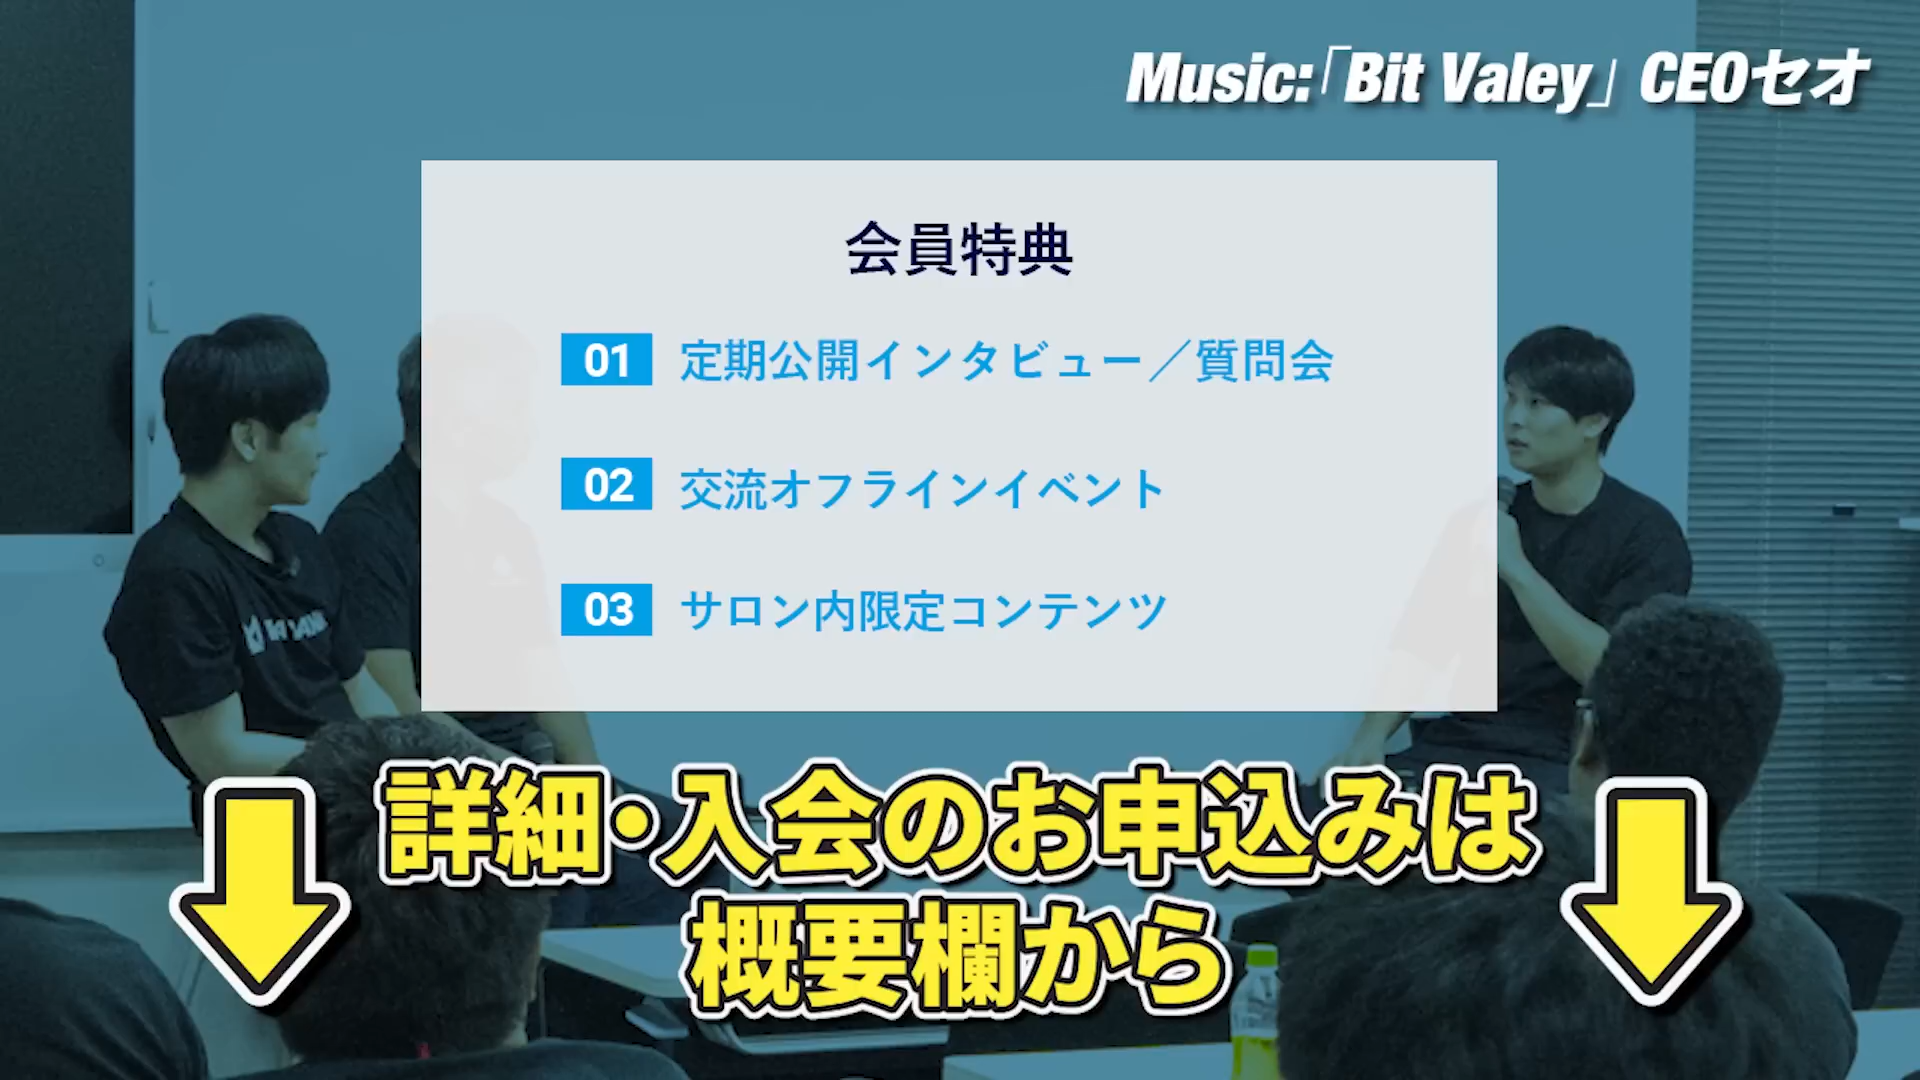 Music:「Bit Valey」CEOセオ
会員特典
01 定期公開インタビュー／質問会
02 交流オフラインイベント
03 サロン内限定コンテンツ
詳細・入会のお申込みは
概要欄から